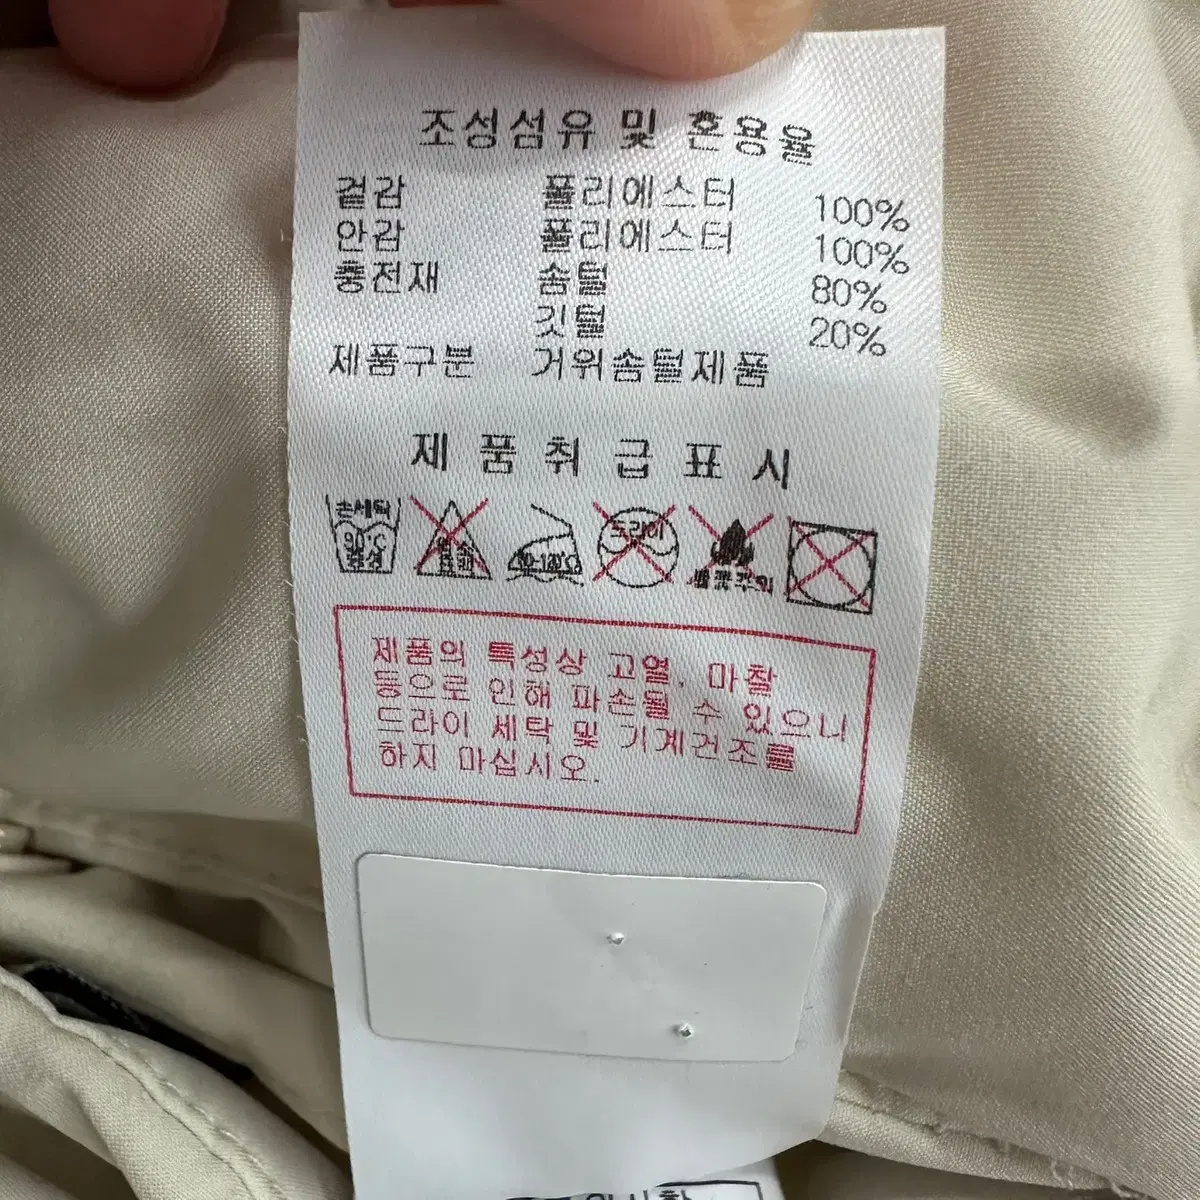 조성섬유 및 혼용율
겉감 폴리에스터 100%
안감 폴리에스터 100%
충전재 솜털 80%
깃털 20%
제품구분 거위솜털제품
제품취급표시
손세탁 드라이
제품의 특성상 고열, 마찰
등으로 인해 파손될 수 있으니
드라이 세탁 및 기계건조를
하지 마십시오.